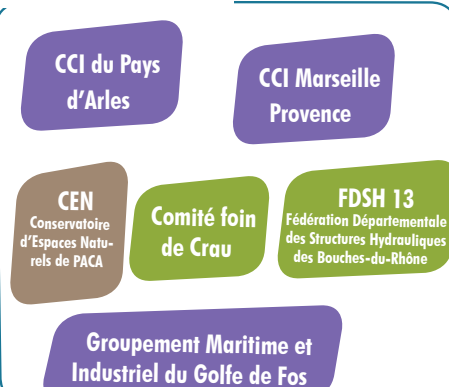 CCI du Pays
d'Arles
CCI Marseille
Provence
CEN
Conservatoire
d'Espaces Natu-
rels de PACA
Comité foin
de Crau
FDSH 13
Fédération Départementale
des Structures Hydrauliques
des Bouches-du-Rhône
Groupement Maritime et
Industriel du Golfe de Fos